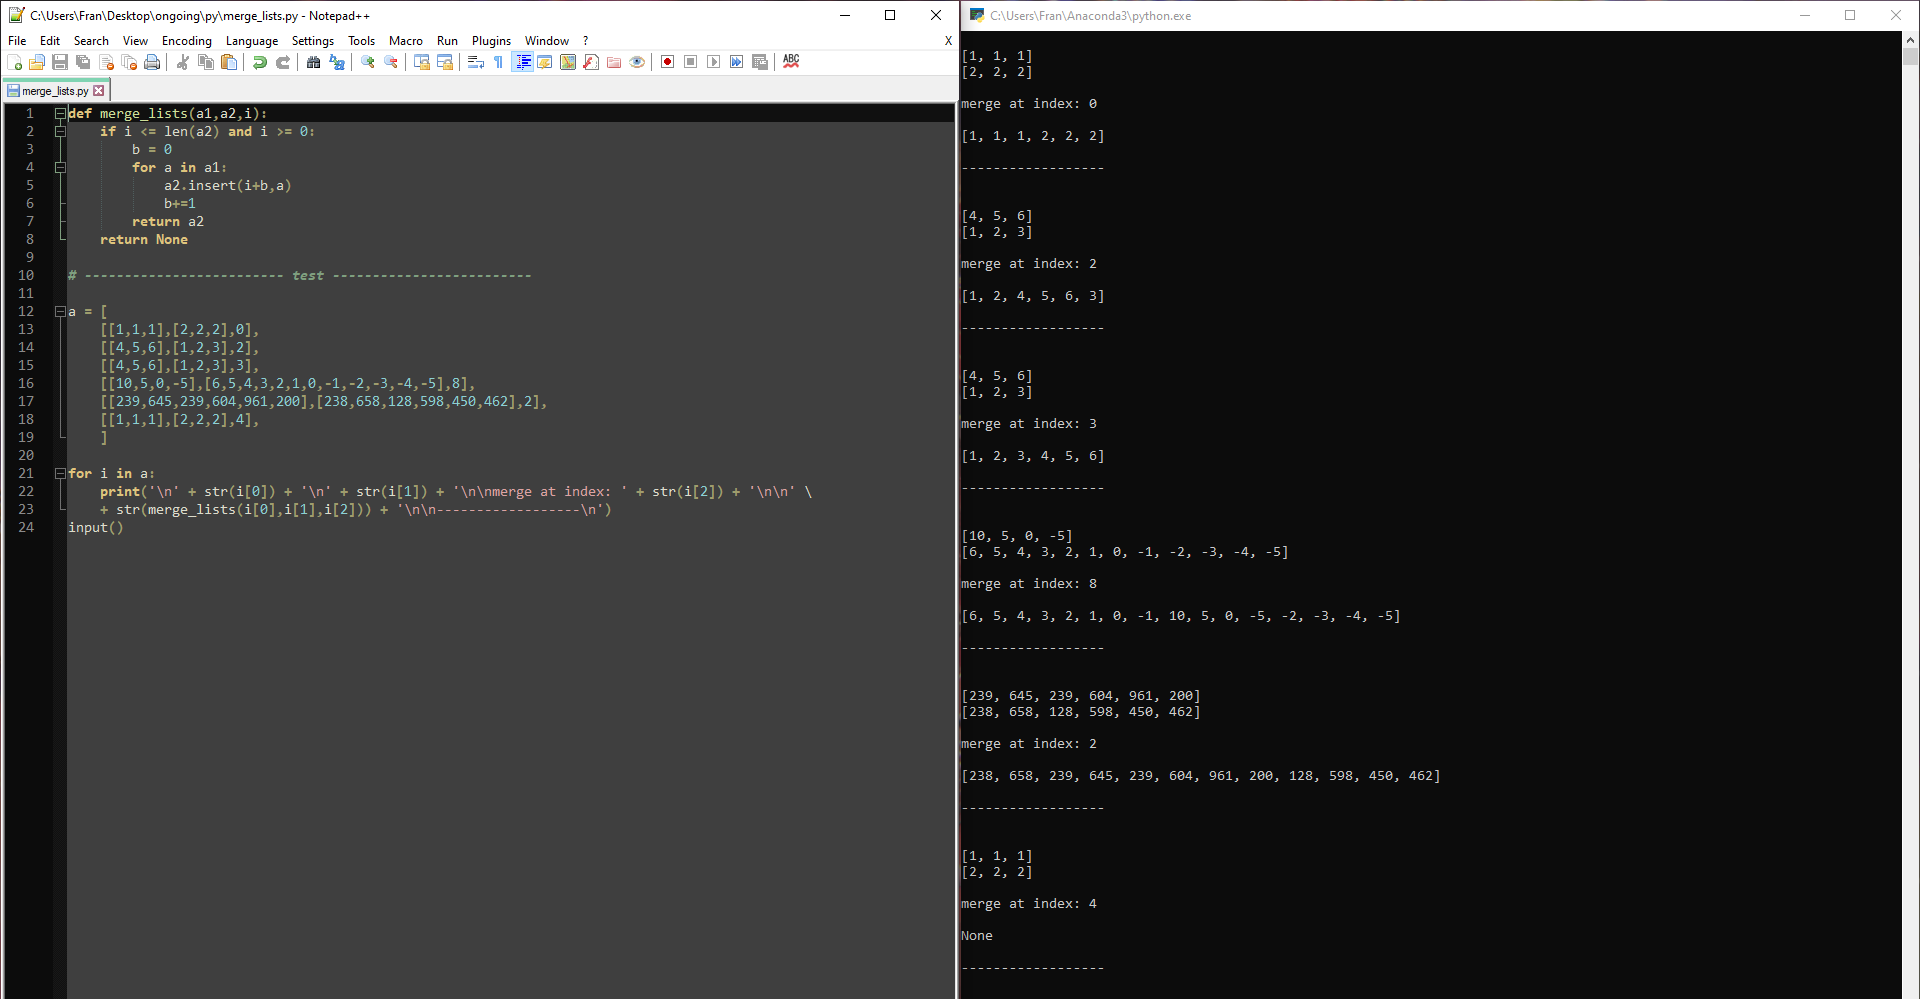 C:\Users\Fran\Desktop\ongoing\py\merge_lists.py - Notepad++
File Edit Search View Encoding Language Settings Tools Macro Run Plugins Window ? X
ABC
merge_lists.py
1 def merge_lists(a1,a2,i):
2     if i <= len(a2) and i >= 0:
3         b = 0
4         for a in a1:
5             a2.insert(i+b,a)
6             b+=1
7         return a2
8     return None
9
10 # ------------------------- test -------------------------
11
12 a = [
13     [[1,1,1],[2,2,2],0],
14     [[4,5,6],[1,2,3],2],
15     [[4,5,6],[1,2,3],3],
16     [[10,5,0,-5],[6,5,4,3,2,1,0,-1,-2,-3,-4,-5],8],
17     [[239,645,239,604,961,200],[238,658,128,598,450,462],2],
18     [[1,1,1],[2,2,2],4],
19     ]
20
21 for i in a:
22     print('\n' + str(i[0]) + '\n' + str(i[1]) + '\n\nmerge at index: ' + str(i[2]) + '\n\n' \
23     + str(merge_lists(i[0],i[1],i[2])) + '\n\n------------------\n')
24 input()
C:\Users\Fran\Anaconda3\python.exe
[1, 1, 1]
[2, 2, 2]
merge at index: 0
[1, 1, 1, 2, 2, 2]
------------------
[4, 5, 6]
[1, 2, 3]
merge at index: 2
[1, 2, 4, 5, 6, 3]
------------------
[4, 5, 6]
[1, 2, 3]
merge at index: 3
[1, 2, 3, 4, 5, 6]
------------------
[10, 5, 0, -5]
[6, 5, 4, 3, 2, 1, 0, -1, -2, -3, -4, -5]
merge at index: 8
[6, 5, 4, 3, 2, 1, 0, -1, 10, 5, 0, -5, -2, -3, -4, -5]
------------------
[239, 645, 239, 604, 961, 200]
[238, 658, 128, 598, 450, 462]
merge at index: 2
[238, 658, 239, 645, 239, 604, 961, 200, 128, 598, 450, 462]
------------------
[1, 1, 1]
[2, 2, 2]
merge at index: 4
None
------------------